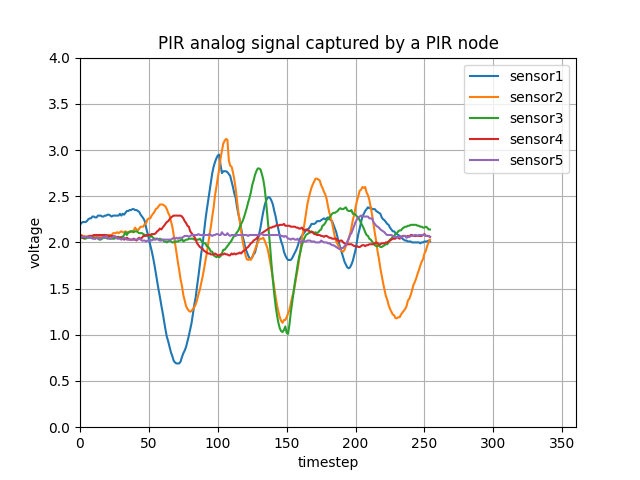 PIR analog signal captured by a PIR node
4.0
3.5
3.0
2.5
2.0
1.5
1.0
0.5
0.0
voltage
sensor1
sensor2
sensor3
sensor4
sensor5
0 50 100 150 200 250 300 350
timestep